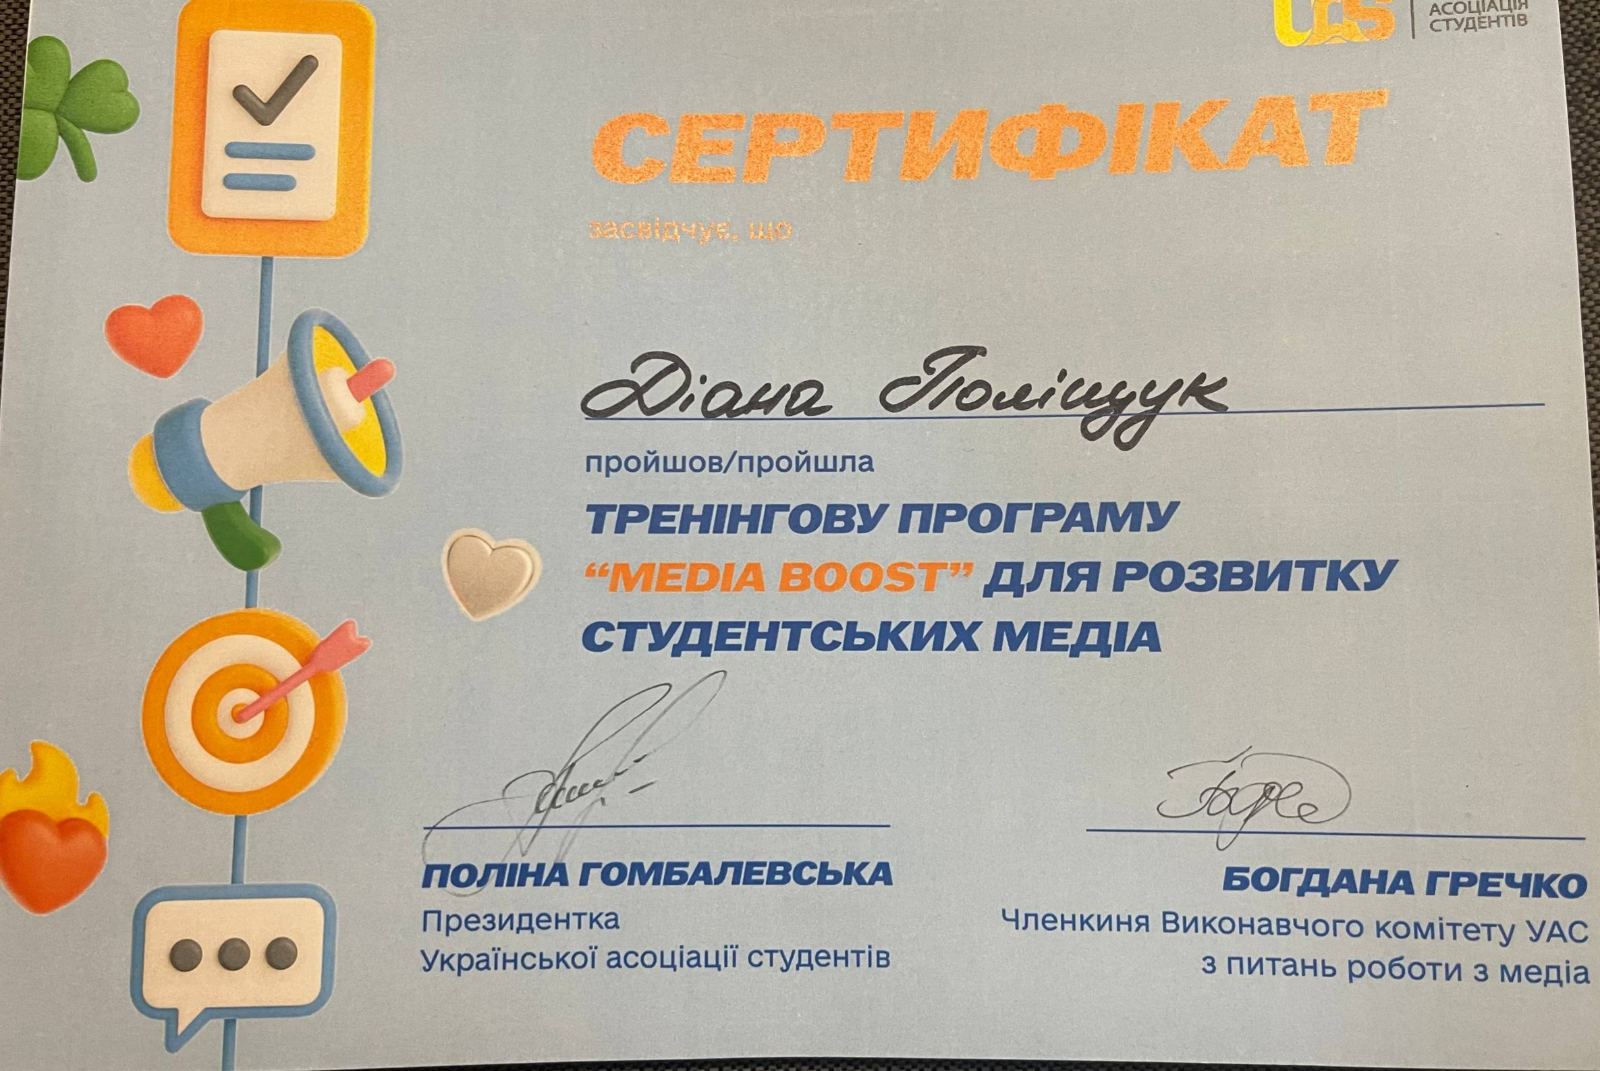 UAS
АСОЦІАЦІЯ
СТУДЕНТІВ
СЕРТИФІКАТ
засвідчує, що
Діана Поліщук
пройшов/пройшла
ТРЕНІНГОВУ ПРОГРАМУ
“MEDIA BOOST” ДЛЯ РОЗВИТКУ
СТУДЕНТСЬКИХ МЕДІА
ПОЛІНА ГОМБАЛЕВСЬКА
Президентка
Української асоціації студентів
БОГДАНА ГРЕЧКО
Членкиня Виконавчого комітету УАС
з питань роботи з медіа